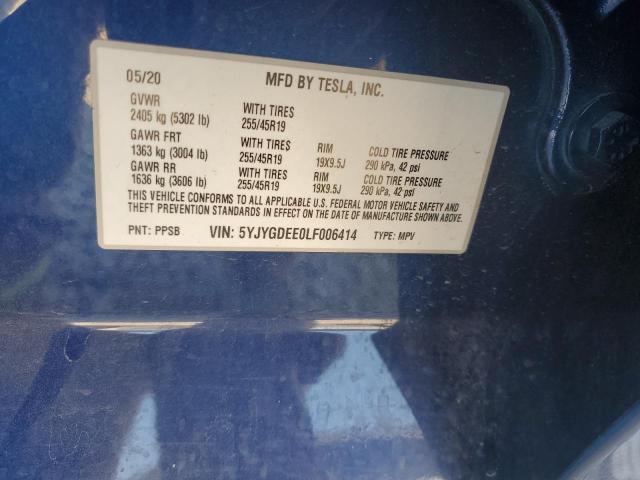 05/20 MFD BY TESLA, INC.
GVWR
2405 kg (5302 lb) WITH TIRES 255/45R19
GAWR FRT
1363 kg (3004 lb) WITH TIRES 255/45R19 RIM 19X9.5J COLD TIRE PRESSURE 290 kPa, 42 psi
GAWR RR
1636 kg (3606 lb) WITH TIRES 255/45R19 RIM 19X9.5J COLD TIRE PRESSURE 290 kPa, 42 psi
THIS VEHICLE CONFORMS TO ALL APPLICABLE U.S. FEDERAL MOTOR VEHICLE SAFETY AND
THEFT PREVENTION STANDARDS IN EFFECT ON THE DATE OF MANUFACTURE SHOWN ABOVE.
PNT: PPSB VIN: 5YJYGDEE0LF006414 TYPE: MPV